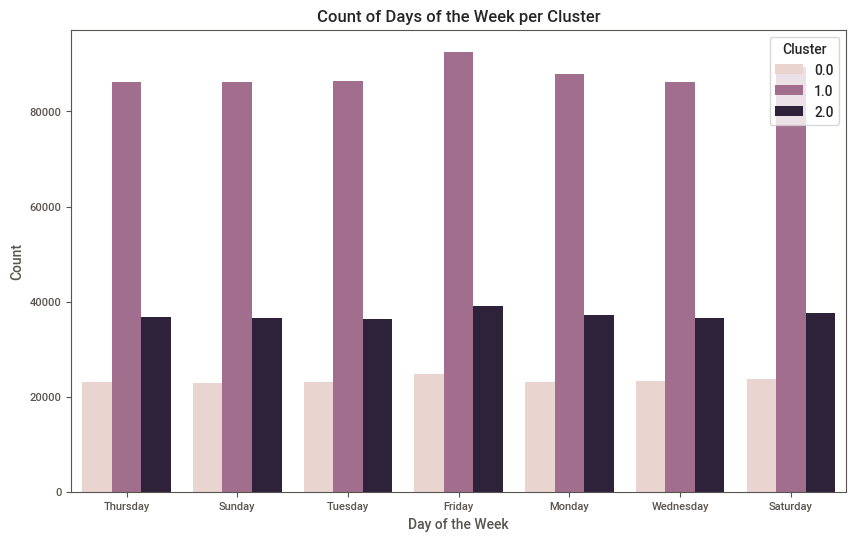 Count of Days of the Week per Cluster
Cluster
0.0
1.0
2.0
80000
60000
40000
20000
0
Count
Thursday Sunday Tuesday Friday Monday Wednesday Saturday
Day of the Week